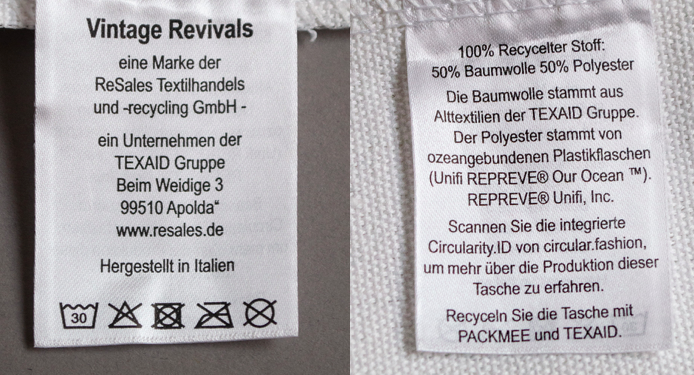 Vintage Revivals
eine Marke der
ReSales Textilhandels
und -recycling GmbH -
ein Unternehmen der
TEXAID Gruppe
Beim Weidige 3
99510 Apolda“
www.resales.de
Hergestellt in Italien
30
100% Recycelter Stoff:
50% Baumwolle 50% Polyester
Die Baumwolle stammt aus
Alttextilien der TEXAID Gruppe.
Der Polyester stammt von
ozeangebundenen Plastikflaschen
(Unifi REPREVE® Our Ocean ™).
REPREVE® Unifi, Inc.
Scannen Sie die integrierte
Circularity.ID von circular.fashion,
um mehr über die Produktion dieser
Tasche zu erfahren.
Recyceln Sie die Tasche mit
PACKMEE und TEXAID.